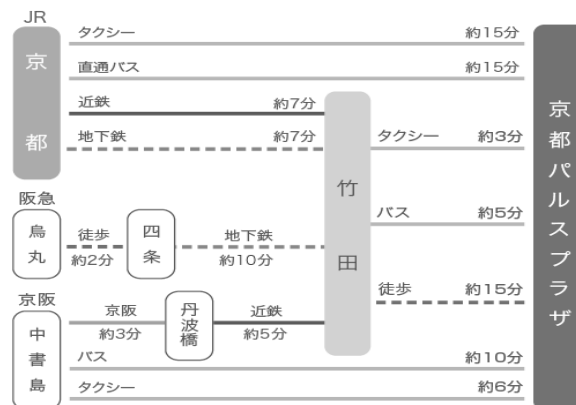 JR
京都
タクシー 約15分
直通バス 約15分
近鉄 約7分
地下鉄 約7分
阪急
烏丸
徒歩
約2分
四条
地下鉄
約10分
京阪
中書島
京阪
約3分
丹波橋
近鉄
約5分
バス 約10分
タクシー 約6分
竹田
タクシー 約3分
バス 約5分
徒歩 約15分
京都パルスプラザ